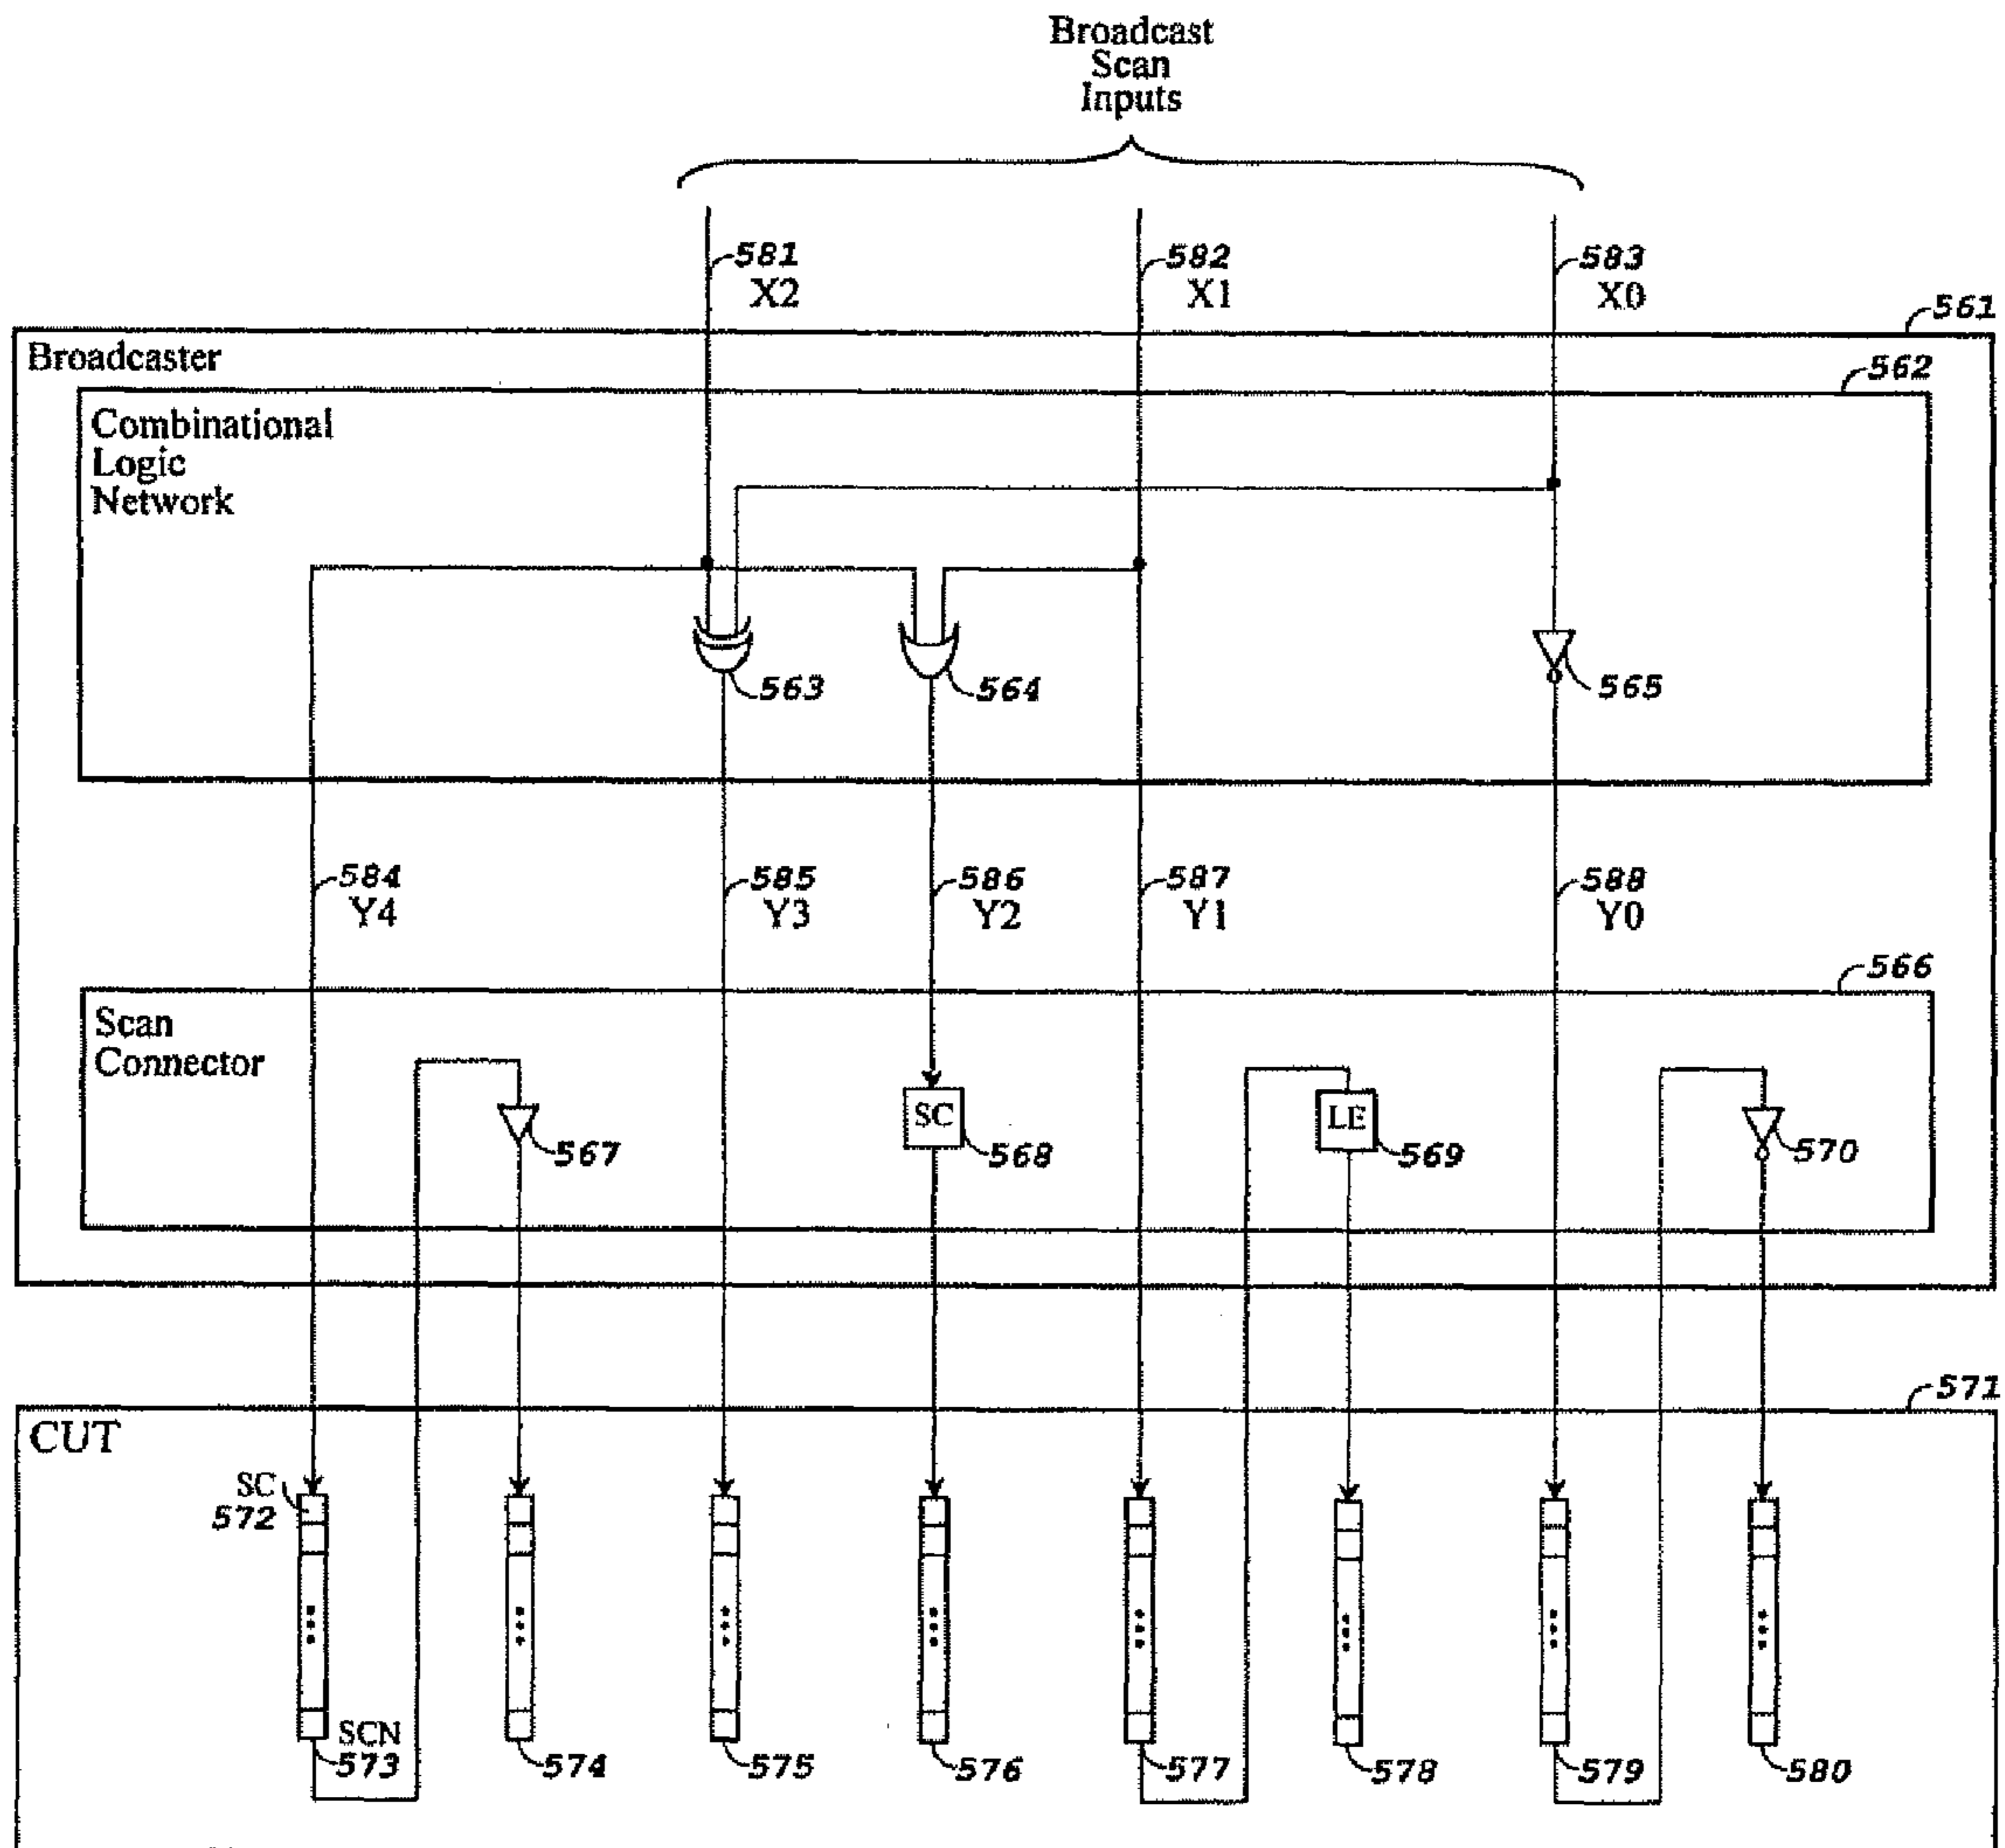 Broadcast
Scan
Inputs
581
X2
582
X1
583
X0
561
Broadcaster
562
Combinational
Logic
Network
563
564
565
584
Y4
585
Y3
586
Y2
587
Y1
588
Y0
566
Scan
Connector
567
SC
568
LE
569
570
571
CUT
SC
572
SCN
573
574
575
576
577
578
579
580